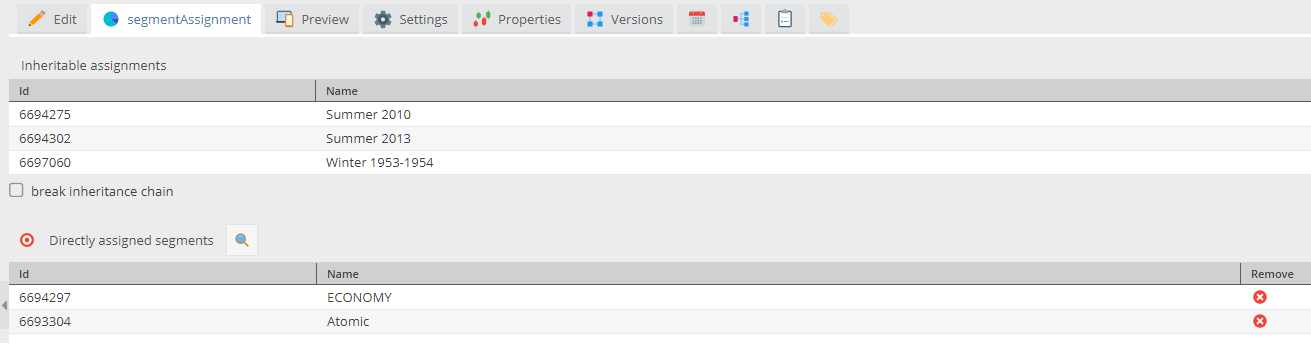 Edit segmentAssignment Preview Settings Properties Versions
Inheritable assignments
Id Name
6694275 Summer 2010
6694302 Summer 2013
6697060 Winter 1953-1954
break inheritance chain
Directly assigned segments
Id Name Remove
6694297 ECONOMY
6693304 Atomic